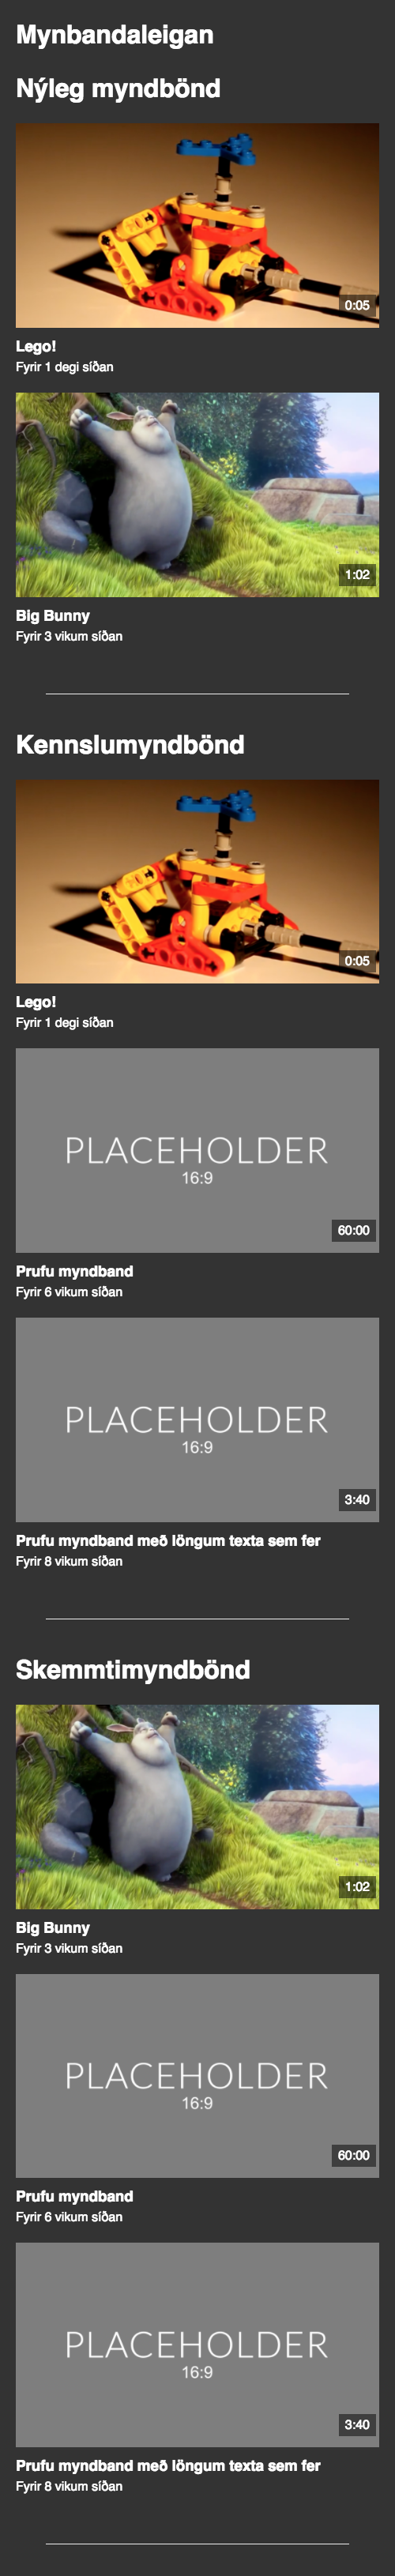 Mynbandaleigan
Nýleg myndbönd
0:05
Lego!
Fyrir 1 degi síðan
1:02
Big Bunny
Fyrir 3 vikum síðan
Kennslumyndbönd
0:05
Lego!
Fyrir 1 degi síðan
PLACEHOLDER
16:9
60:00
Prufu myndband
Fyrir 6 vikum síðan
PLACEHOLDER
16:9
3:40
Prufu myndband með löngum texta sem fer
Fyrir 8 vikum síðan
Skemmtimyndbönd
1:02
Big Bunny
Fyrir 3 vikum síðan
PLACEHOLDER
16:9
60:00
Prufu myndband
Fyrir 6 vikum síðan
PLACEHOLDER
16:9
3:40
Prufu myndband með löngum texta sem fer
Fyrir 8 vikum síðan